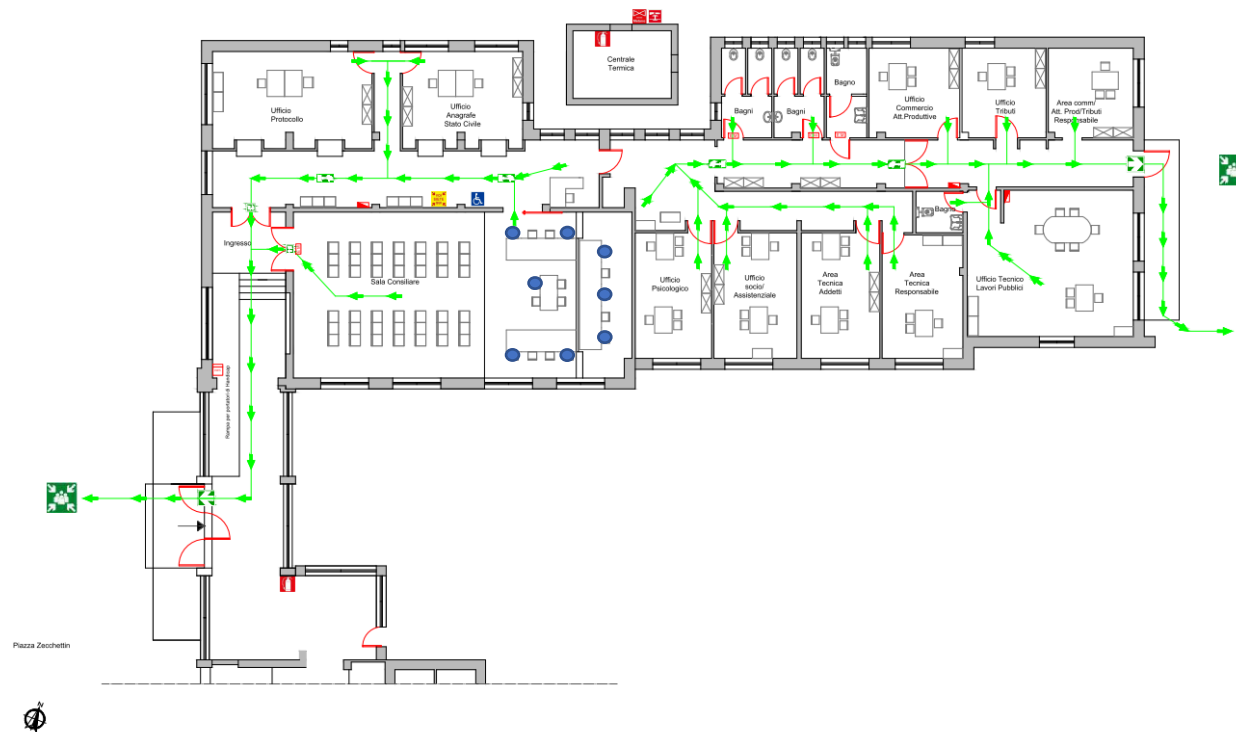 Centrale
Termica
Ufficio
Protocollo
Ufficio
Anagrafe
Stato Civile
Bagni
Bagni
Bagno
Ufficio
Commercio
Att.Produttive
Ufficio
Tributi
Area comm/
Att. Prod/Tributi
Responsabile
Ingresso
Sala Consiliare
Bagno
Ufficio
Psicologico
Ufficio
socio/
Assistenziale
Area
Tecnica
Addetti
Area
Tecnica
Responsabile
Ufficio Tecnico
Lavori Pubblici
Rampa per portatori di Handicap
Piazza Zecchettin
N